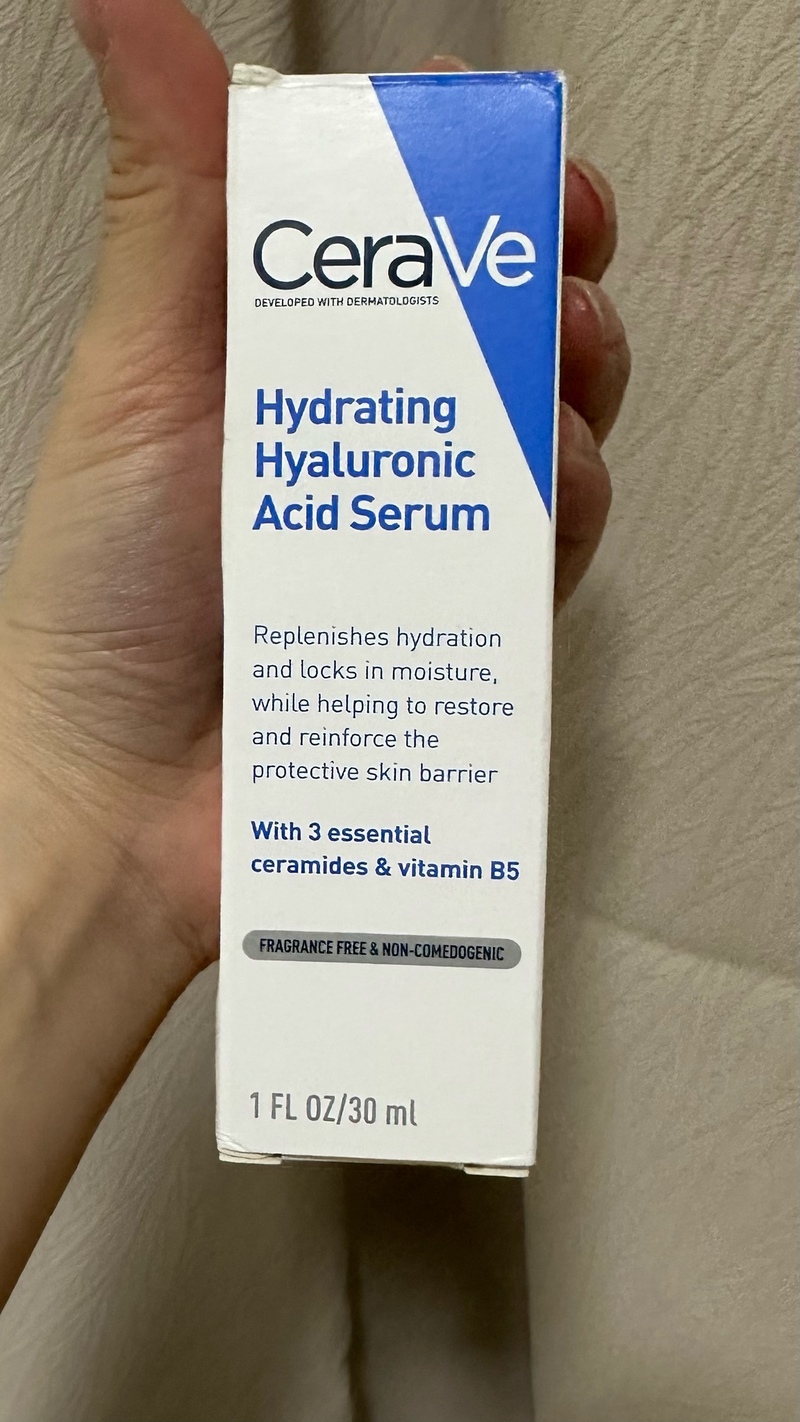 CeraVe
DEVELOPED WITH DERMATOLOGISTS
Hydrating
Hyaluronic
Acid Serum
Replenishes hydration
and locks in moisture,
while helping to restore
and reinforce the
protective skin barrier
With 3 essential
ceramides & vitamin B5
FRAGRANCE FREE & NON-COMEDOGENIC
1 FL OZ/30 ml